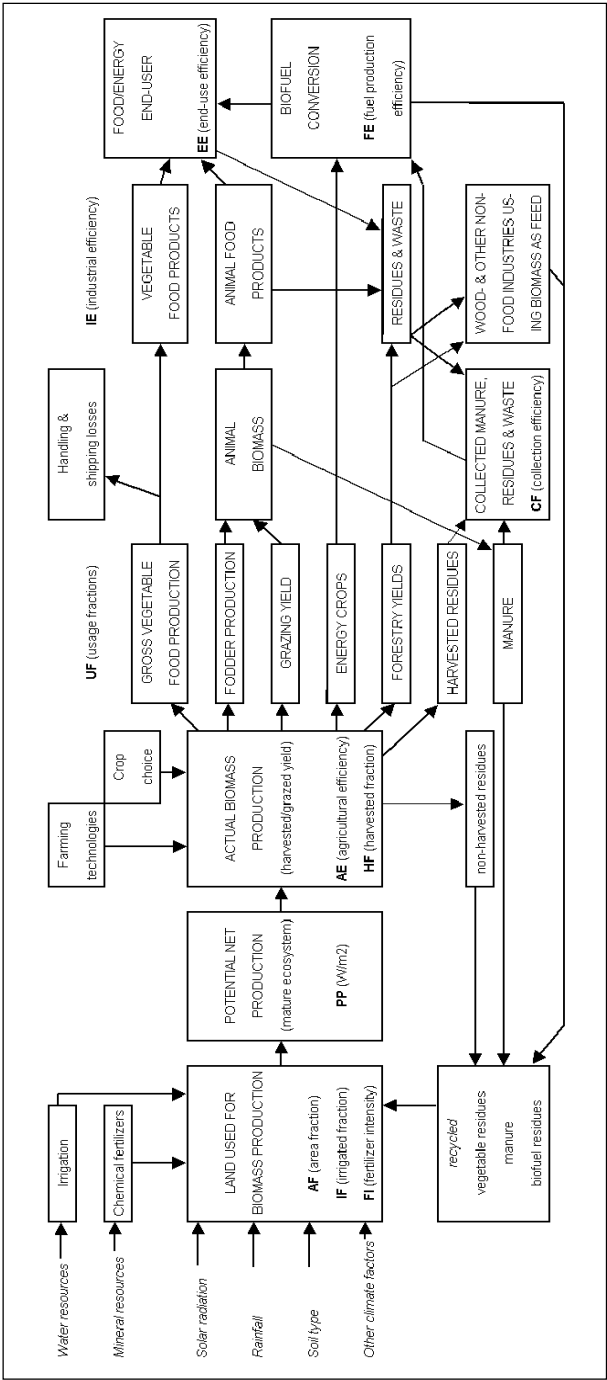 Water resources
Mineral resources
Solar radiation
Rainfall
Soil type
Other climate factors
Irrigation
Chemical fertilizers
LAND USED FOR
BIOMASS PRODUCTION
AF (area fraction)
IF (irrigated fraction)
FI (fertilizer intensity)
recycled
vegetable residues
manure
biofuel residues
POTENTIAL NET
PRODUCTION
(mature ecosystem)
PP (W/m2)
Farming
technologies
Crop
choice
ACTUAL BIOMASS
PRODUCTION
(harvested/grazed yield)
AE (agricultural efficiency)
HF (harvested fraction)
non-harvested residues
UF (usage fractions)
GROSS VEGETABLE
FOOD PRODUCTION
FODDER PRODUCTION
GRAZING YIELD
ENERGY CROPS
FORESTRY YIELDS
HARVESTED RESIDUES
MANURE
Handling &
shipping losses
ANIMAL
BIOMASS
COLLECTED MANURE,
RESIDUES & WASTE
CF (collection efficiency)
IE (industrial efficiency)
VEGETABLE
FOOD PRODUCTS
ANIMAL FOOD
PRODUCTS
RESIDUES & WASTE
WOOD- & OTHER NON-
FOOD INDUSTRIES US-
ING BIOMASS AS FEED
FOOD/ENERGY
END-USER
EE (end-use efficiency)
BIOFUEL
CONVERSION
FE (fuel production
efficiency)